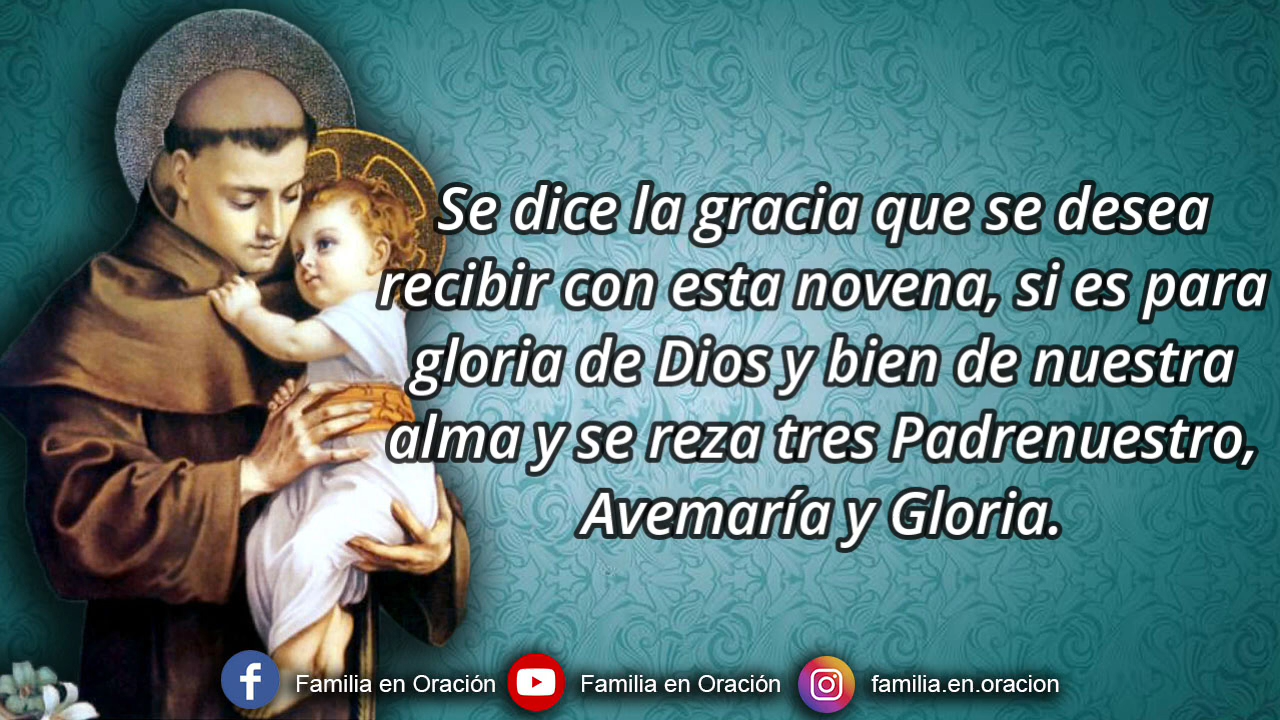 Se dice la gracia que se desea
recibir con esta novena, si es para
gloria de Dios y bien de nuestra
alma y se reza tres Padrenuestro,
Avemaría y Gloria.
Familia en Oración
Familia en Oración
familia.en.oracion